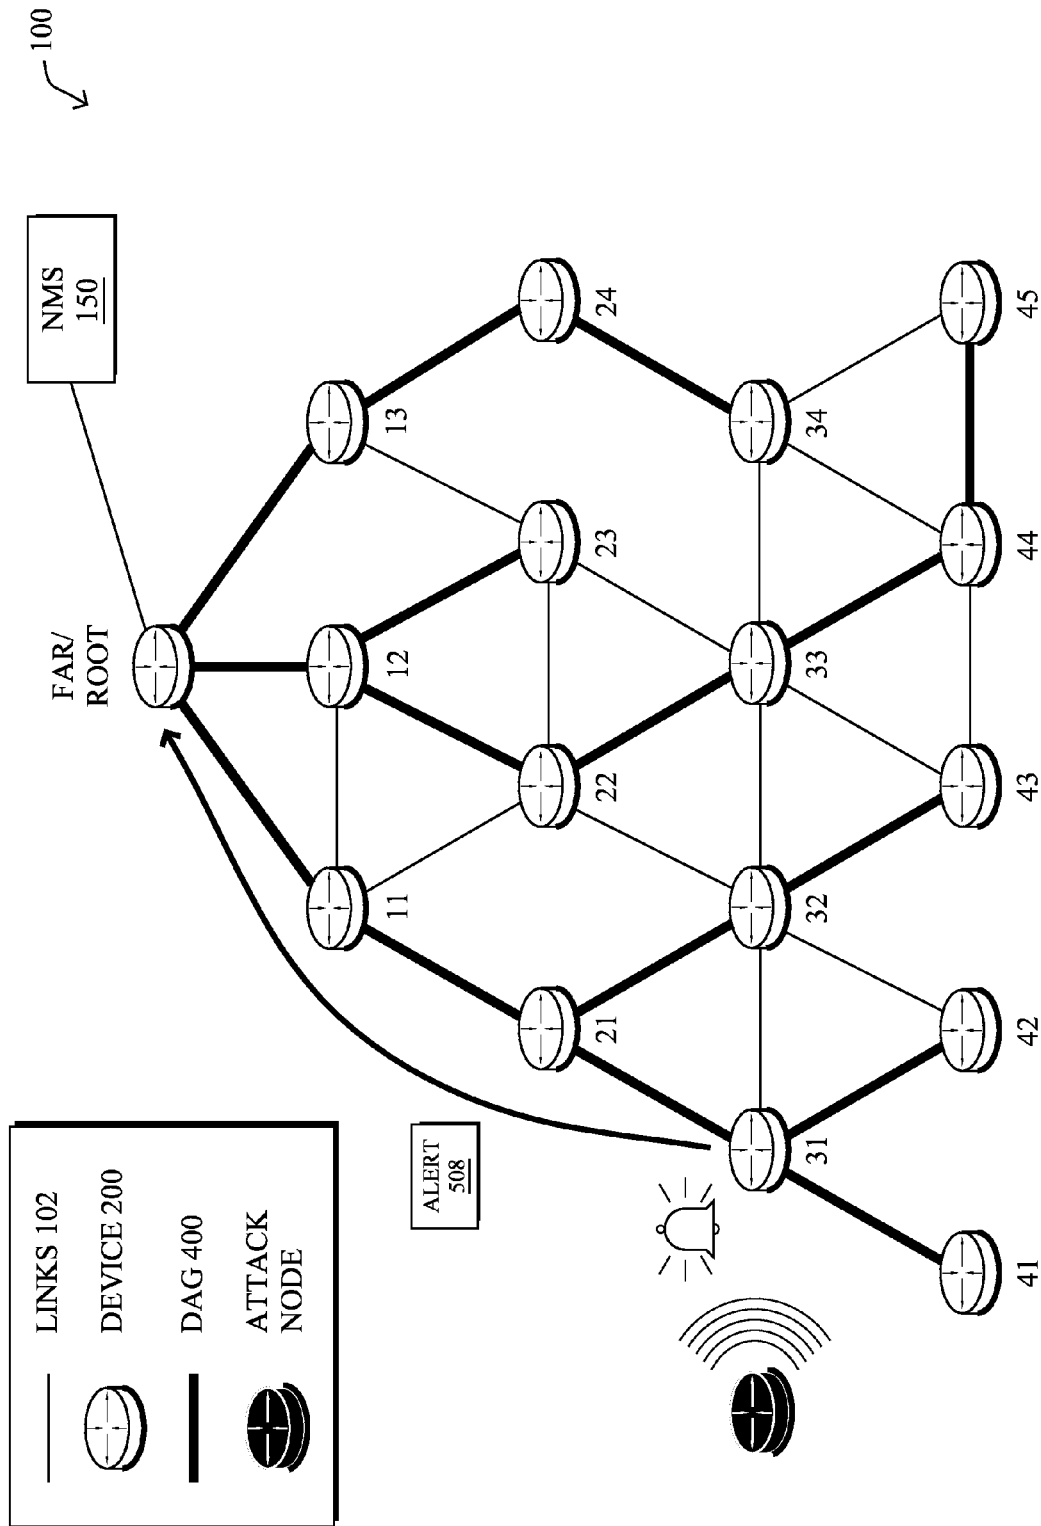 100
NMS
150
FAR/
ROOT
LINKS 102
DEVICE 200
DAG 400
ATTACK
NODE
ALERT
508
11
12
13
21
22
23
24
31
32
33
34
41
42
43
44
45